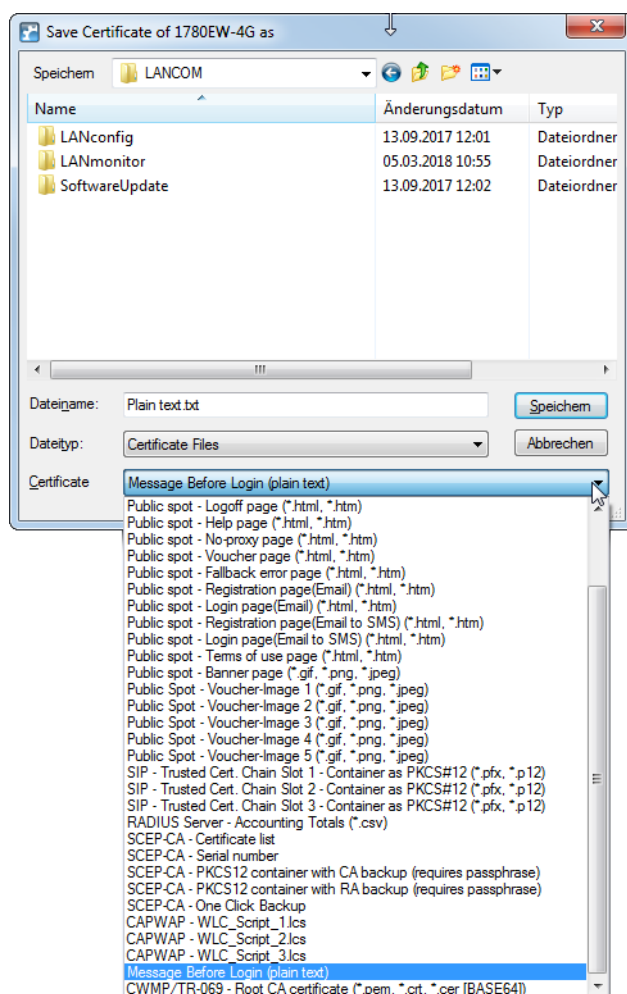 Save Certificate of 1780EW-4G as
Speichern LANCOM
Name Änderungsdatum Typ
LANconfig 13.09.2017 12:01 Dateiordner
LANmonitor 05.03.2018 10:55 Dateiordner
SoftwareUpdate 13.09.2017 12:02 Dateiordner
Dateiname: Plain text.txt Speichern
Dateityp: Certificate Files Abbrechen
Certificate Message Before Login (plain text)
Public spot - Logoff page (*.html, *.htm)
Public spot - Help page (*.html, *.htm)
Public spot - No-proxy page (*.html, *.htm)
Public spot - Voucher page (*.html, *.htm)
Public spot - Fallback error page (*.html, *.htm)
Public spot - Registration page(Email) (*.html, *.htm)
Public spot - Login page(Email) (*.html, *.htm)
Public spot - Registration page(Email to SMS) (*.html, *.htm)
Public spot - Login page(Email to SMS) (*.html, *.htm)
Public spot - Terms of use page (*.html, *.htm)
Public spot - Banner page (*.gif, *.png, *.jpeg)
Public Spot - Voucher-Image 1 (*.gif, *.png, *.jpeg)
Public Spot - Voucher-Image 2 (*.gif, *.png, *.jpeg)
Public Spot - Voucher-Image 3 (*.gif, *.png, *.jpeg)
Public Spot - Voucher-Image 4 (*.gif, *.png, *.jpeg)
Public Spot - Voucher-Image 5 (*.gif, *.png, *.jpeg)
SIP - Trusted Cert. Chain Slot 1 - Container as PKCS#12 (*.pfx, *.p12)
SIP - Trusted Cert. Chain Slot 2 - Container as PKCS#12 (*.pfx, *.p12)
SIP - Trusted Cert. Chain Slot 3 - Container as PKCS#12 (*.pfx, *.p12)
RADIUS Server - Accounting Totals (*.csv)
SCEP-CA - Certificate list
SCEP-CA - Serial number
SCEP-CA - PKCS12 container with CA backup (requires passphrase)
SCEP-CA - PKCS12 container with RA backup (requires passphrase)
SCEP-CA - One Click Backup
CAPWAP - WLC_Script_1.lcs
CAPWAP - WLC_Script_2.lcs
CAPWAP - WLC_Script_3.lcs
Message Before Login (plain text)
CWMP/TR-069 - Root CA certificate (*.pem, *.crt, *.cer [BASE64])